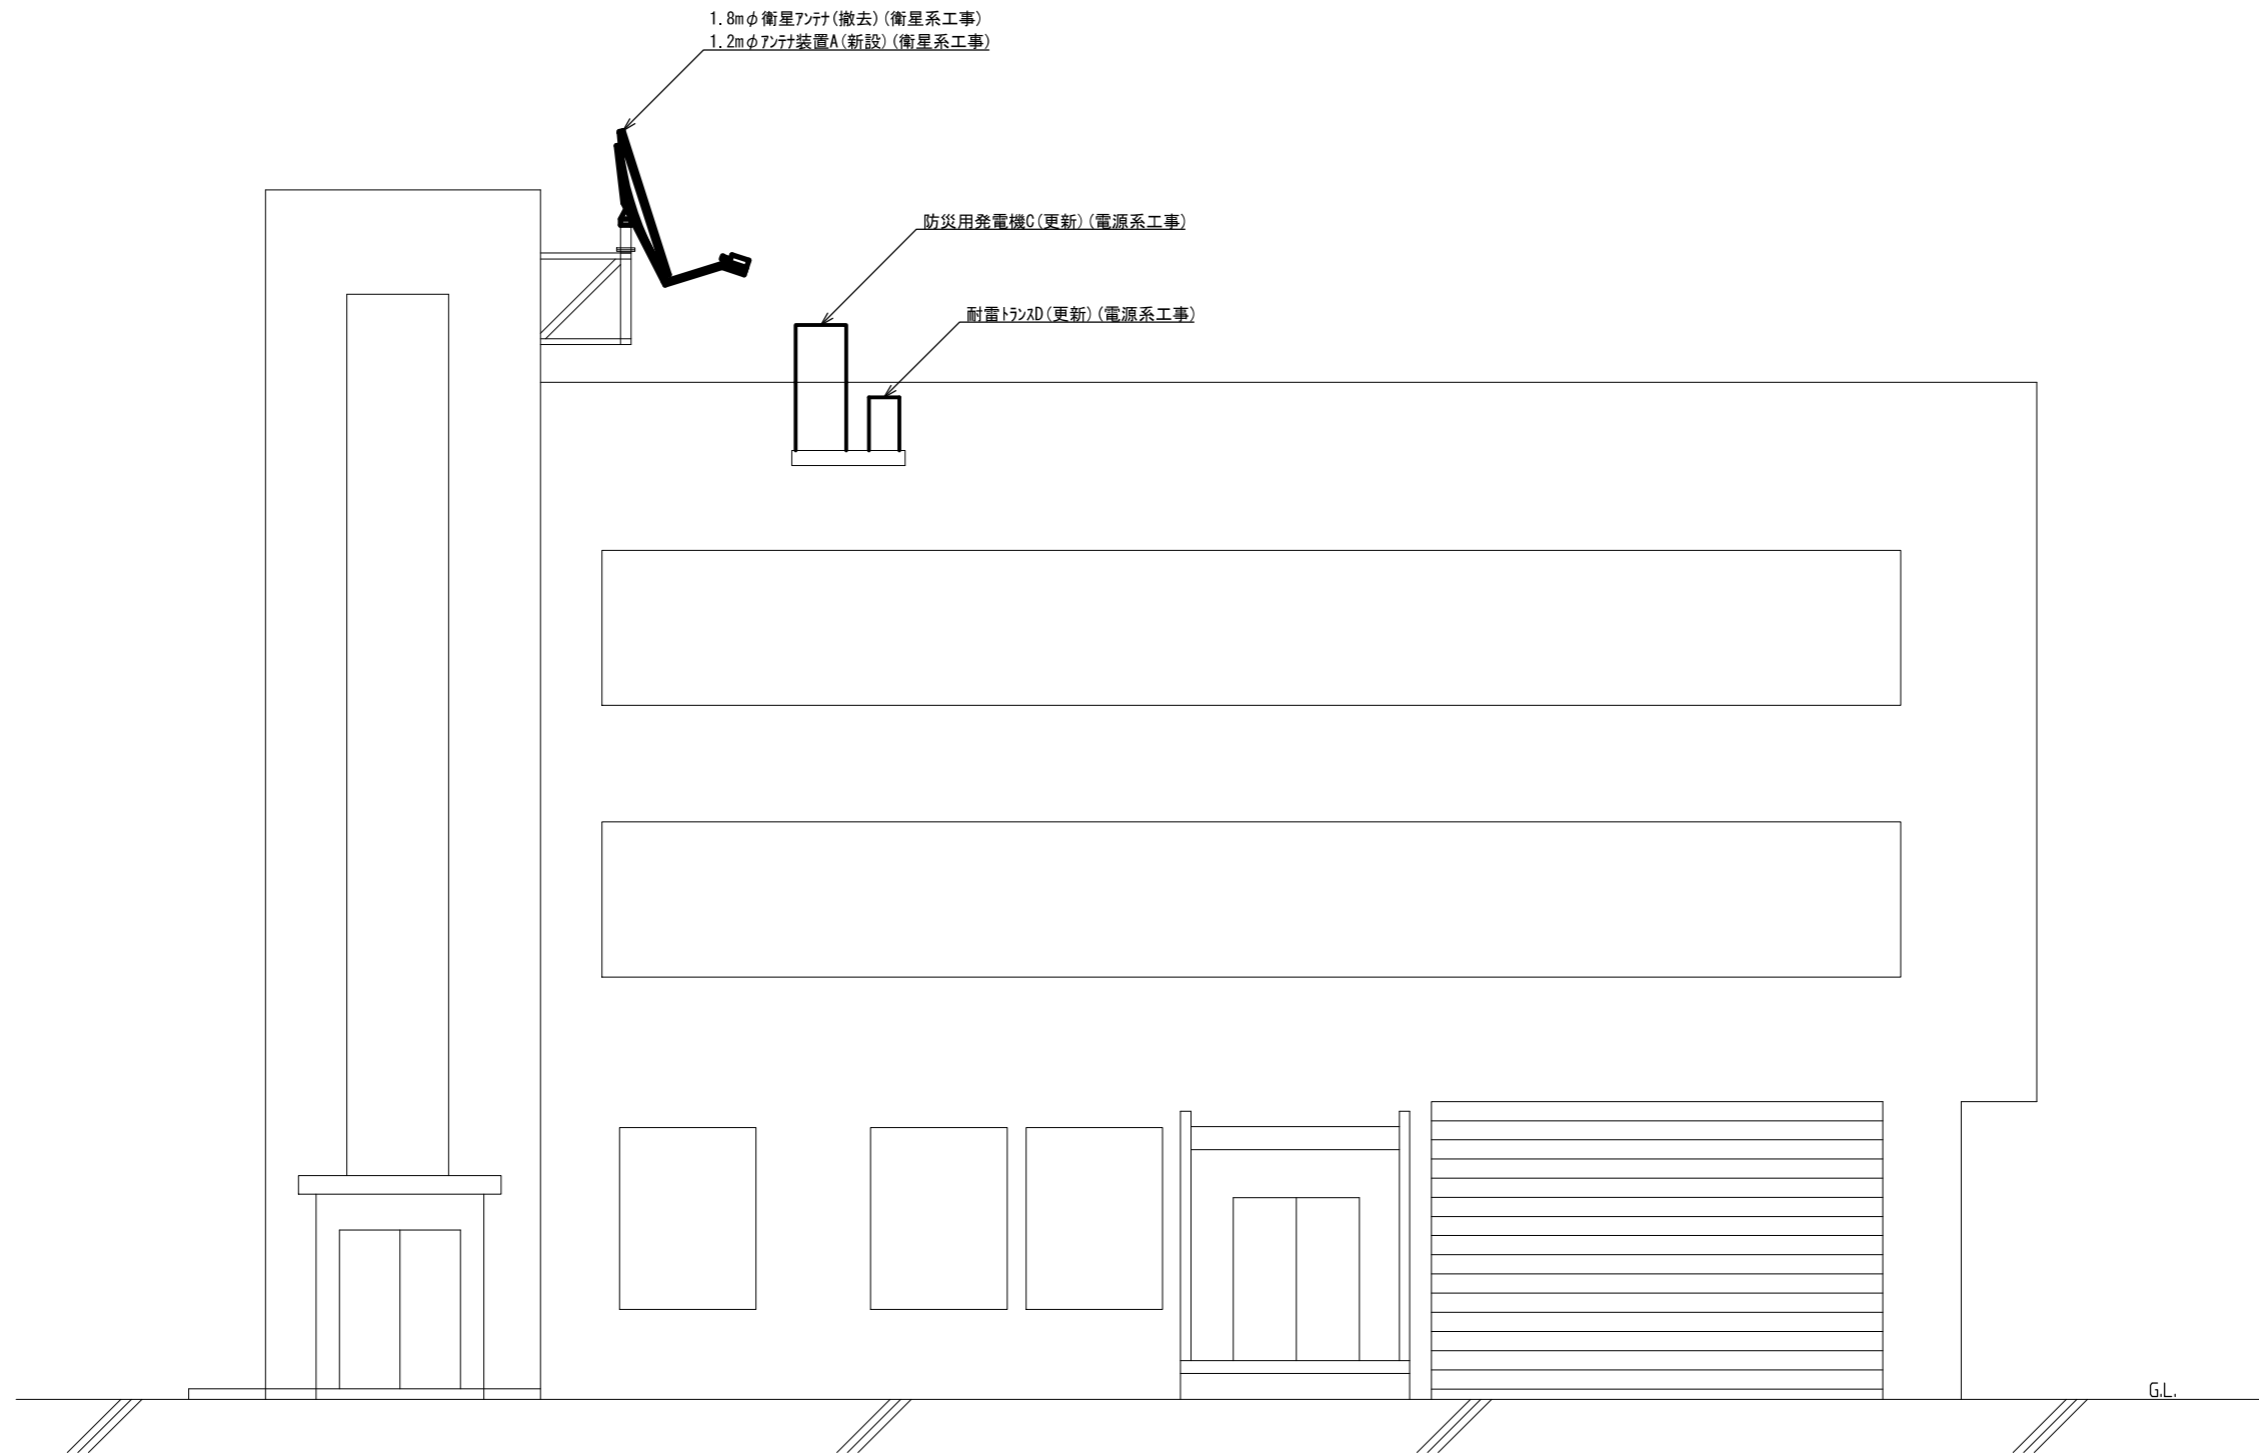 1.8mφ衛星ｱﾝﾃﾅ(撤去)(衛星系工事)
1.2mφｱﾝﾃﾅ装置A(新設)(衛星系工事)
防災用発電機C(更新)(電源系工事)
耐雷ﾄﾗﾝｽD(更新)(電源系工事)
G.L.